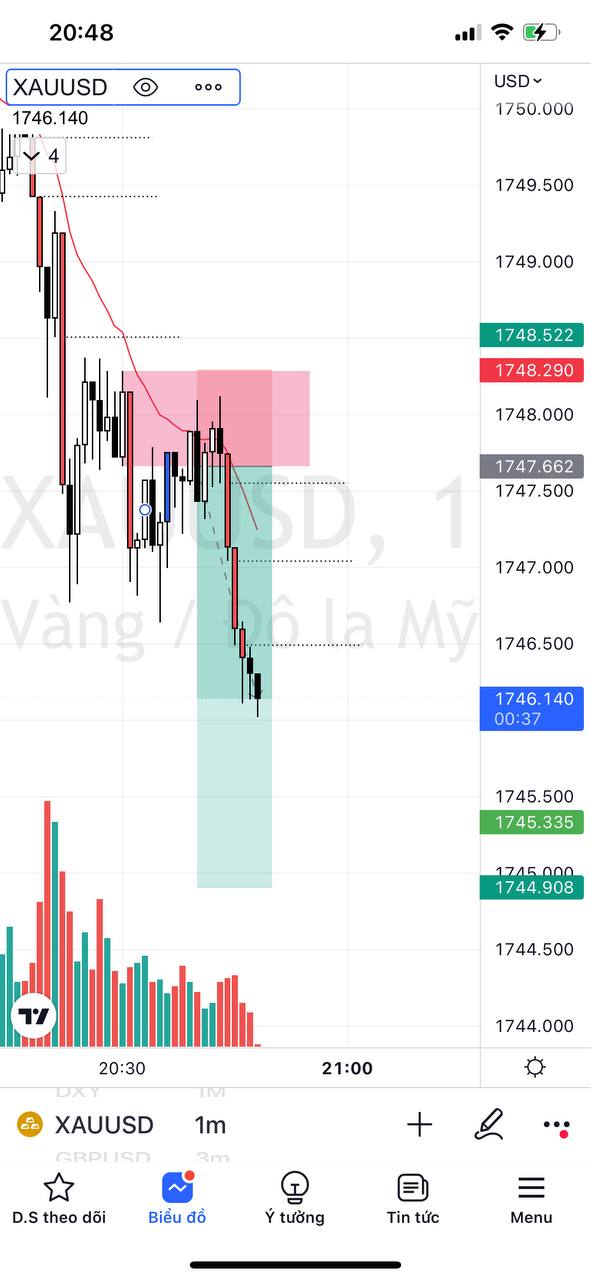 20:48
XAUUSD
USD
1746.140
4
1750.000
1749.500
1749.000
1748.522
1748.290
1748.000
1747.662
1747.500
1747.000
1746.500
1746.140
00:37
1745.500
1745.335
1745.000
1744.908
1744.500
1744.000
XAUUSD, 1
Vàng / Đô la Mỹ
20:30
21:00
DXY 1M
XAUUSD 1m
GBPUSD 3m
D.S theo dõi
Biểu đồ
Ý tưởng
Tin tức
Menu